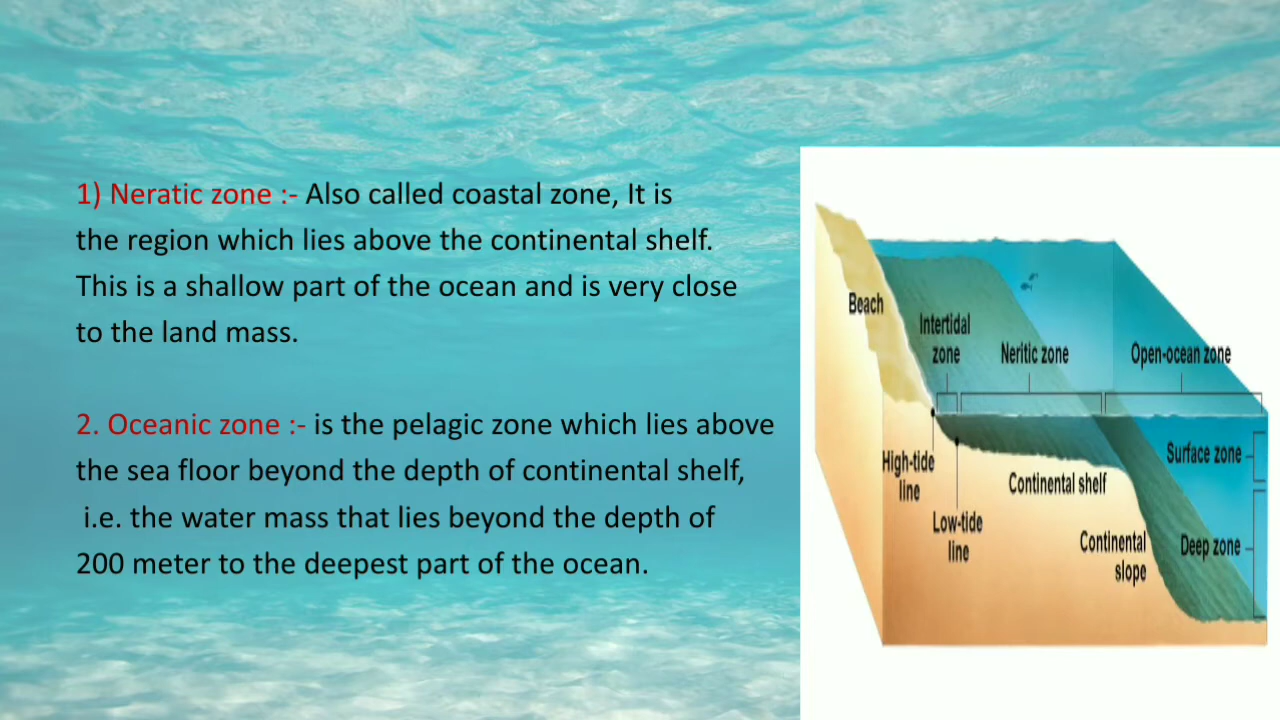 1) Neratic zone :- Also called coastal zone, It is
the region which lies above the continental shelf.
This is a shallow part of the ocean and is very close
to the land mass.
2. Oceanic zone :- is the pelagic zone which lies above
the sea floor beyond the depth of continental shelf,
i.e. the water mass that lies beyond the depth of
200 meter to the deepest part of the ocean.
Beach
Intertidal
zone
Neritic zone
Open-ocean zone
High-tide
line
Low-tide
line
Continental shelf
Continental
slope
Surface zone
Deep zone